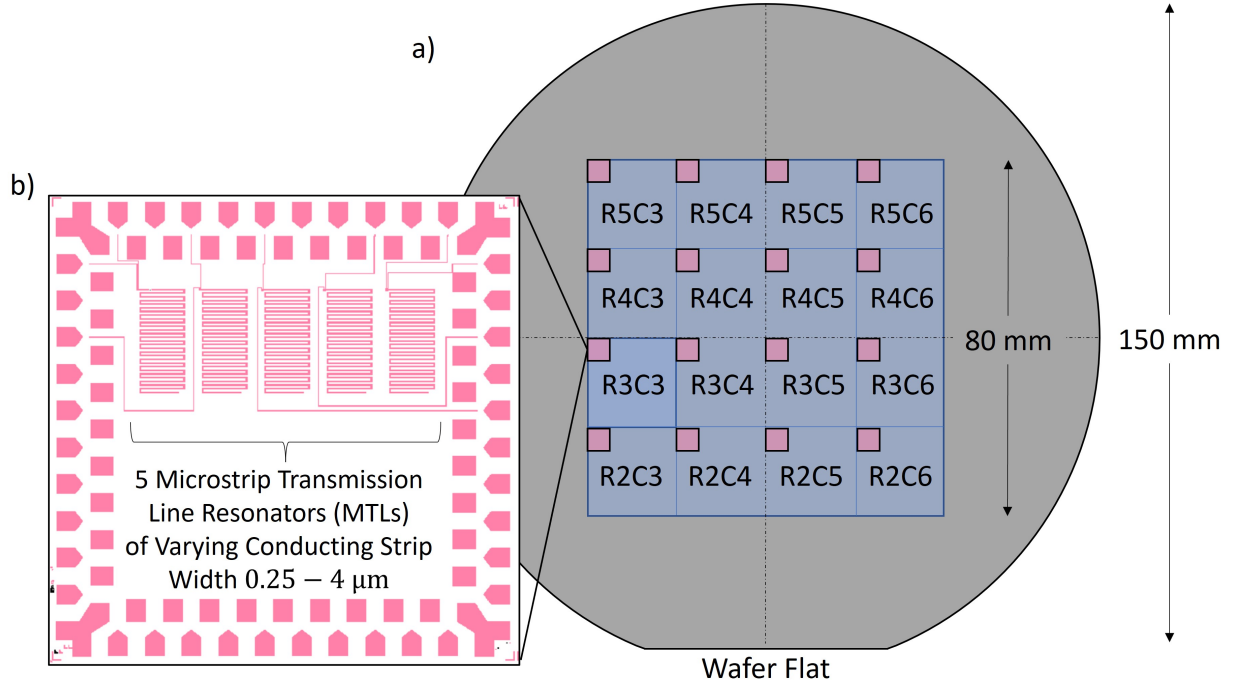 a)
b)
R5C3 R5C4 R5C5 R5C6
R4C3 R4C4 R4C5 R4C6
80 mm
150 mm
R3C3 R3C4 R3C5 R3C6
R2C3 R2C4 R2C5 R2C6
5 Microstrip Transmission
Line Resonators (MTLs)
of Varying Conducting Strip
Width 0.25 − 4 μm
Wafer Flat